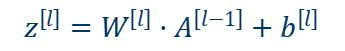 z^[l] = W^[l] · A^[l−1] + b^[l]